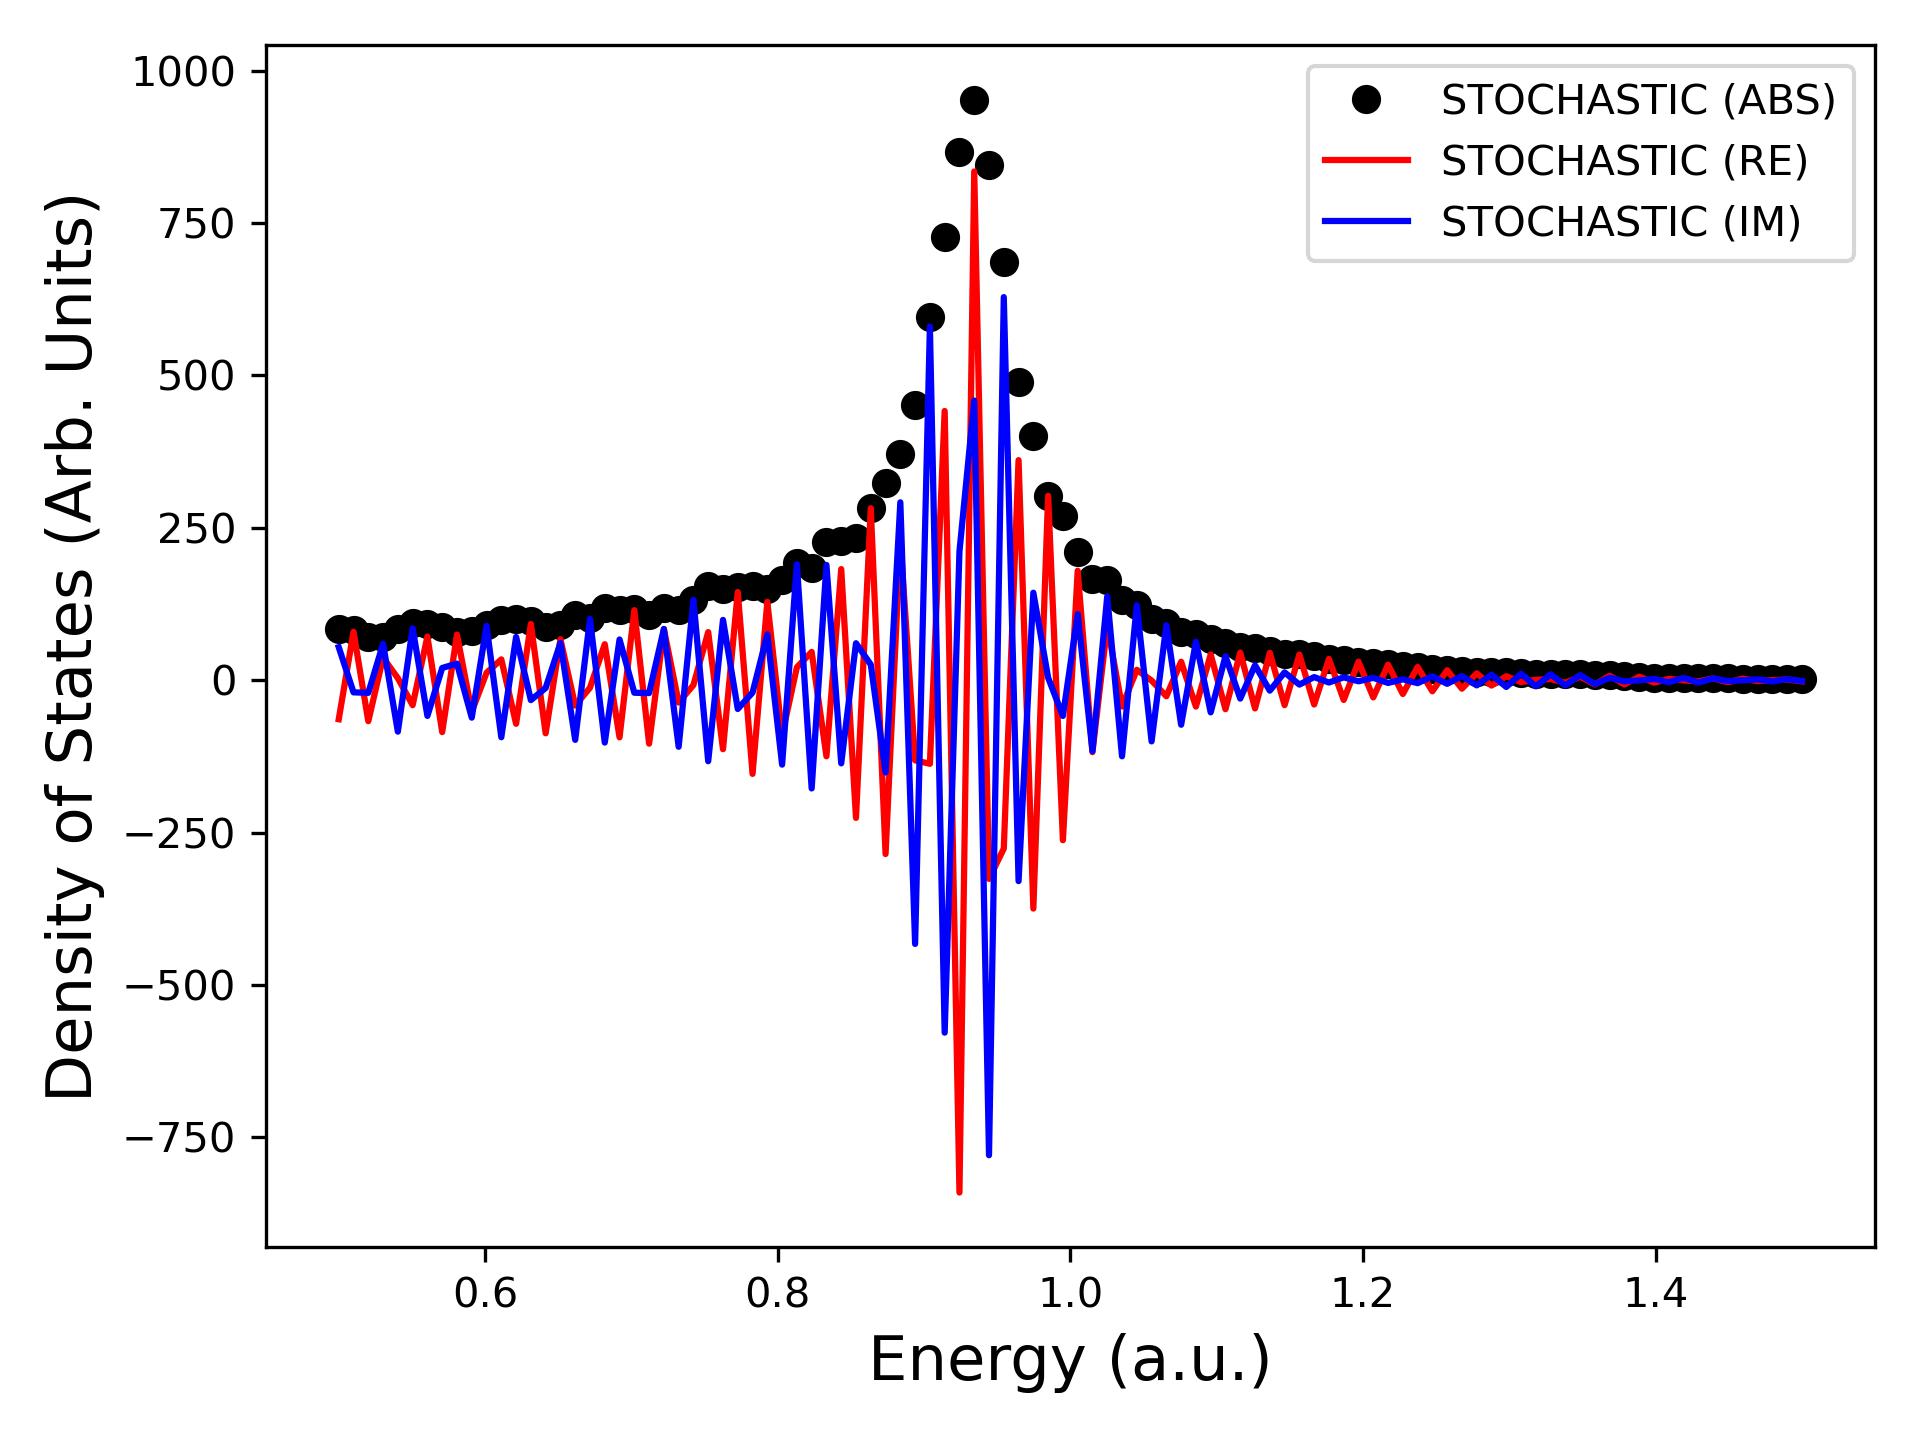 1000
750
500
250
0
−250
−500
−750
Density of States (Arb. Units)
STOCHASTIC (ABS)
STOCHASTIC (RE)
STOCHASTIC (IM)
0.6 0.8 1.0 1.2 1.4
Energy (a.u.)